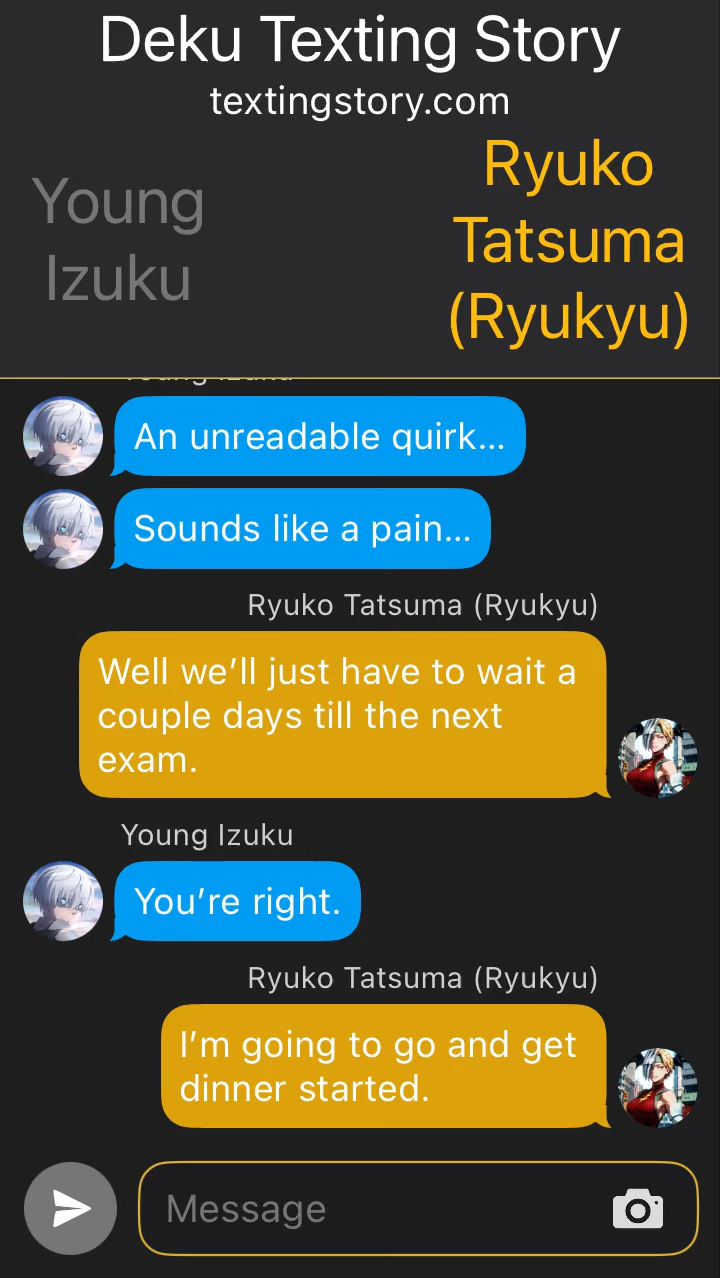 Deku Texting Story
textingstory.com
Young
Izuku
Ryuko
Tatsuma
(Ryukyu)
Young Izuku
An unreadable quirk...
Sounds like a pain...
Ryuko Tatsuma (Ryukyu)
Well we’ll just have to wait a
couple days till the next
exam.
Young Izuku
You’re right.
Ryuko Tatsuma (Ryukyu)
I’m going to go and get
dinner started.
Message